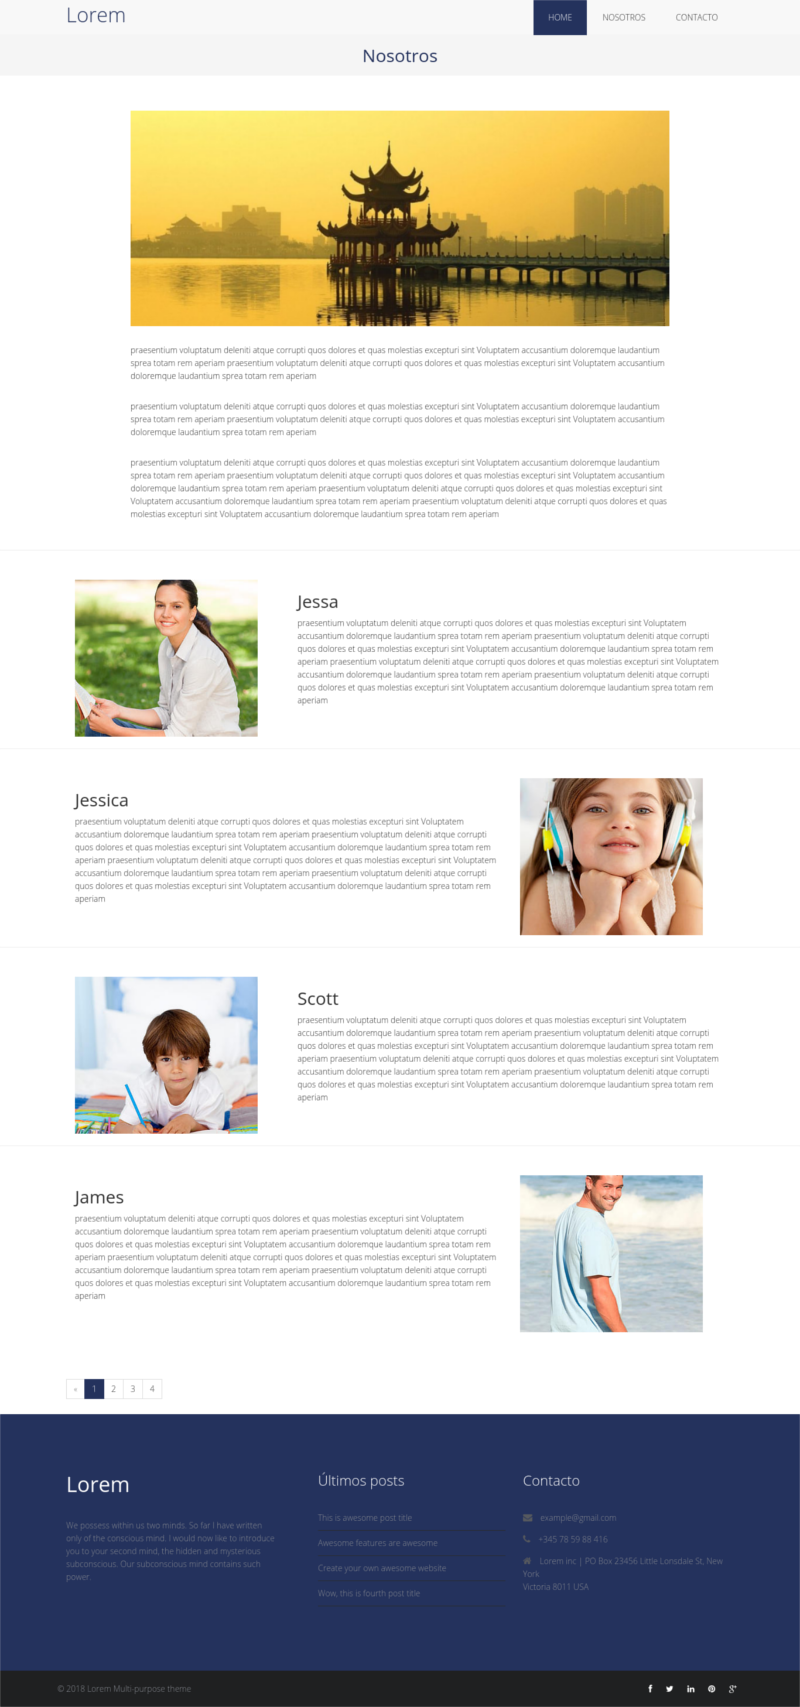 Lorem
HOME
NOSOTROS
CONTACTO
Nosotros
praesentium voluptatum deleniti atque corrupti quos dolores et quas molestias excepturi sint Voluptatem accusantium doloremque laudantium
sprea totam rem aperiam praesentium voluptatum deleniti atque corrupti quos dolores et quas molestias excepturi sint Voluptatem accusantium
doloremque laudantium sprea totam rem aperiam
praesentium voluptatum deleniti atque corrupti quos dolores et quas molestias excepturi sint Voluptatem accusantium doloremque laudantium
sprea totam rem aperiam praesentium voluptatum deleniti atque corrupti quos dolores et quas molestias excepturi sint Voluptatem accusantium
doloremque laudantium sprea totam rem aperiam
praesentium voluptatum deleniti atque corrupti quos dolores et quas molestias excepturi sint Voluptatem accusantium doloremque laudantium
sprea totam rem aperiam praesentium voluptatum deleniti atque corrupti quos dolores et quas molestias excepturi sint Voluptatem accusantium
doloremque laudantium sprea totam rem aperiam praesentium voluptatum deleniti atque corrupti quos dolores et quas molestias excepturi sint
Voluptatem accusantium doloremque laudantium sprea totam rem aperiam praesentium voluptatum deleniti atque corrupti quos dolores et quas
molestias excepturi sint Voluptatem accusantium doloremque laudantium sprea totam rem aperiam
Jessa
praesentium voluptatum deleniti atque corrupti quos dolores et quas molestias excepturi sint Voluptatem
accusantium doloremque laudantium sprea totam rem aperiam praesentium voluptatum deleniti atque corrupti
quos dolores et quas molestias excepturi sint Voluptatem accusantium doloremque laudantium sprea totam rem
aperiam praesentium voluptatum deleniti atque corrupti quos dolores et quas molestias excepturi sint Voluptatem
accusantium doloremque laudantium sprea totam rem aperiam praesentium voluptatum deleniti atque corrupti
quos dolores et quas molestias excepturi sint Voluptatem accusantium doloremque laudantium sprea totam rem
aperiam
Jessica
praesentium voluptatum deleniti atque corrupti quos dolores et quas molestias excepturi sint Voluptatem
accusantium doloremque laudantium sprea totam rem aperiam praesentium voluptatum deleniti atque corrupti
quos dolores et quas molestias excepturi sint Voluptatem accusantium doloremque laudantium sprea totam rem
aperiam praesentium voluptatum deleniti atque corrupti quos dolores et quas molestias excepturi sint Voluptatem
accusantium doloremque laudantium sprea totam rem aperiam praesentium voluptatum deleniti atque corrupti
quos dolores et quas molestias excepturi sint Voluptatem accusantium doloremque laudantium sprea totam rem
aperiam
Scott
praesentium voluptatum deleniti atque corrupti quos dolores et quas molestias excepturi sint Voluptatem
accusantium doloremque laudantium sprea totam rem aperiam praesentium voluptatum deleniti atque corrupti
quos dolores et quas molestias excepturi sint Voluptatem accusantium doloremque laudantium sprea totam rem
aperiam praesentium voluptatum deleniti atque corrupti quos dolores et quas molestias excepturi sint Voluptatem
accusantium doloremque laudantium sprea totam rem aperiam praesentium voluptatum deleniti atque corrupti
quos dolores et quas molestias excepturi sint Voluptatem accusantium doloremque laudantium sprea totam rem
aperiam
James
praesentium voluptatum deleniti atque corrupti quos dolores et quas molestias excepturi sint Voluptatem
accusantium doloremque laudantium sprea totam rem aperiam praesentium voluptatum deleniti atque corrupti
quos dolores et quas molestias excepturi sint Voluptatem accusantium doloremque laudantium sprea totam rem
aperiam praesentium voluptatum deleniti atque corrupti quos dolores et quas molestias excepturi sint Voluptatem
accusantium doloremque laudantium sprea totam rem aperiam praesentium voluptatum deleniti atque corrupti
quos dolores et quas molestias excepturi sint Voluptatem accusantium doloremque laudantium sprea totam rem
aperiam
« 1 2 3 4
Lorem
We possess within us two minds. So far I have written
only of the conscious mind. I would now like to introduce
you to your second mind, the hidden and mysterious
subconscious. Our subconscious mind contains such
power.
Últimos posts
This is awesome post title
Awesome features are awesome
Create your own awesome website
Wow, this is fourth post title
Contacto
example@gmail.com
+345 78 59 88 416
Lorem inc | PO Box 23456 Little Lonsdale St, New
York
Victoria 8011 USA
© 2018 Lorem Multi-purpose theme